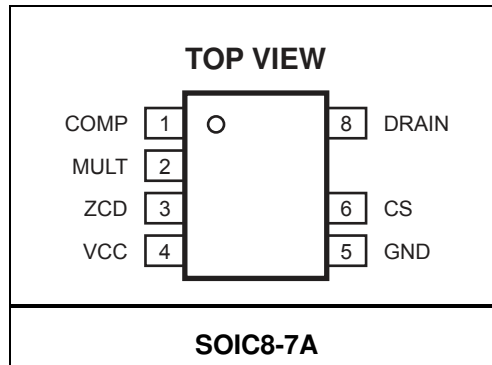 TOP VIEW
COMP 1 8 DRAIN
MULT 2
ZCD 3 6 CS
VCC 4 5 GND
SOIC8-7A